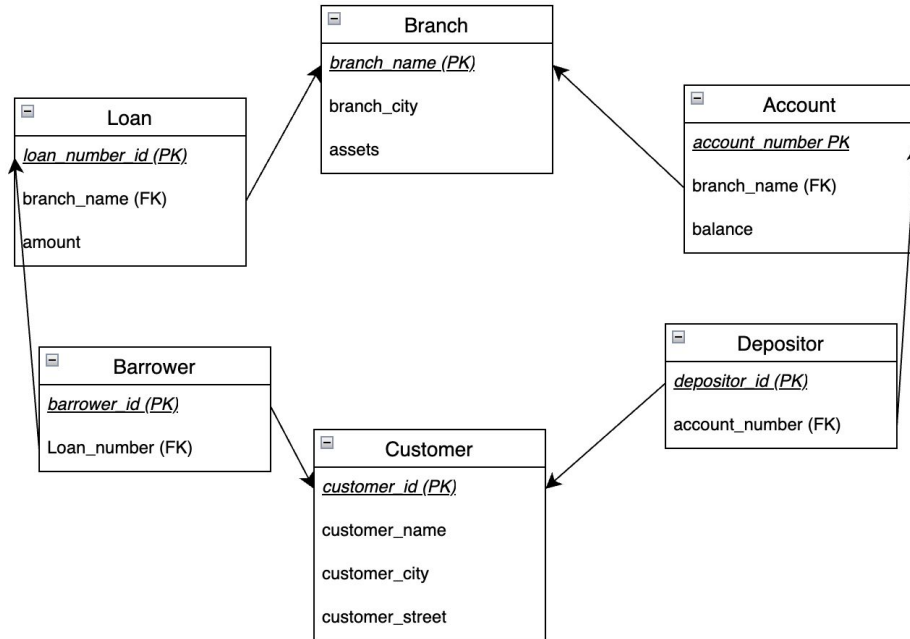 Branch
branch_name (PK)
branch_city
assets
Loan
loan_number_id (PK)
branch_name (FK)
amount
Account
account_number PK
branch_name (FK)
balance
Barrower
barrower_id (PK)
Loan_number (FK)
Depositor
depositor_id (PK)
account_number (FK)
Customer
customer_id (PK)
customer_name
customer_city
customer_street